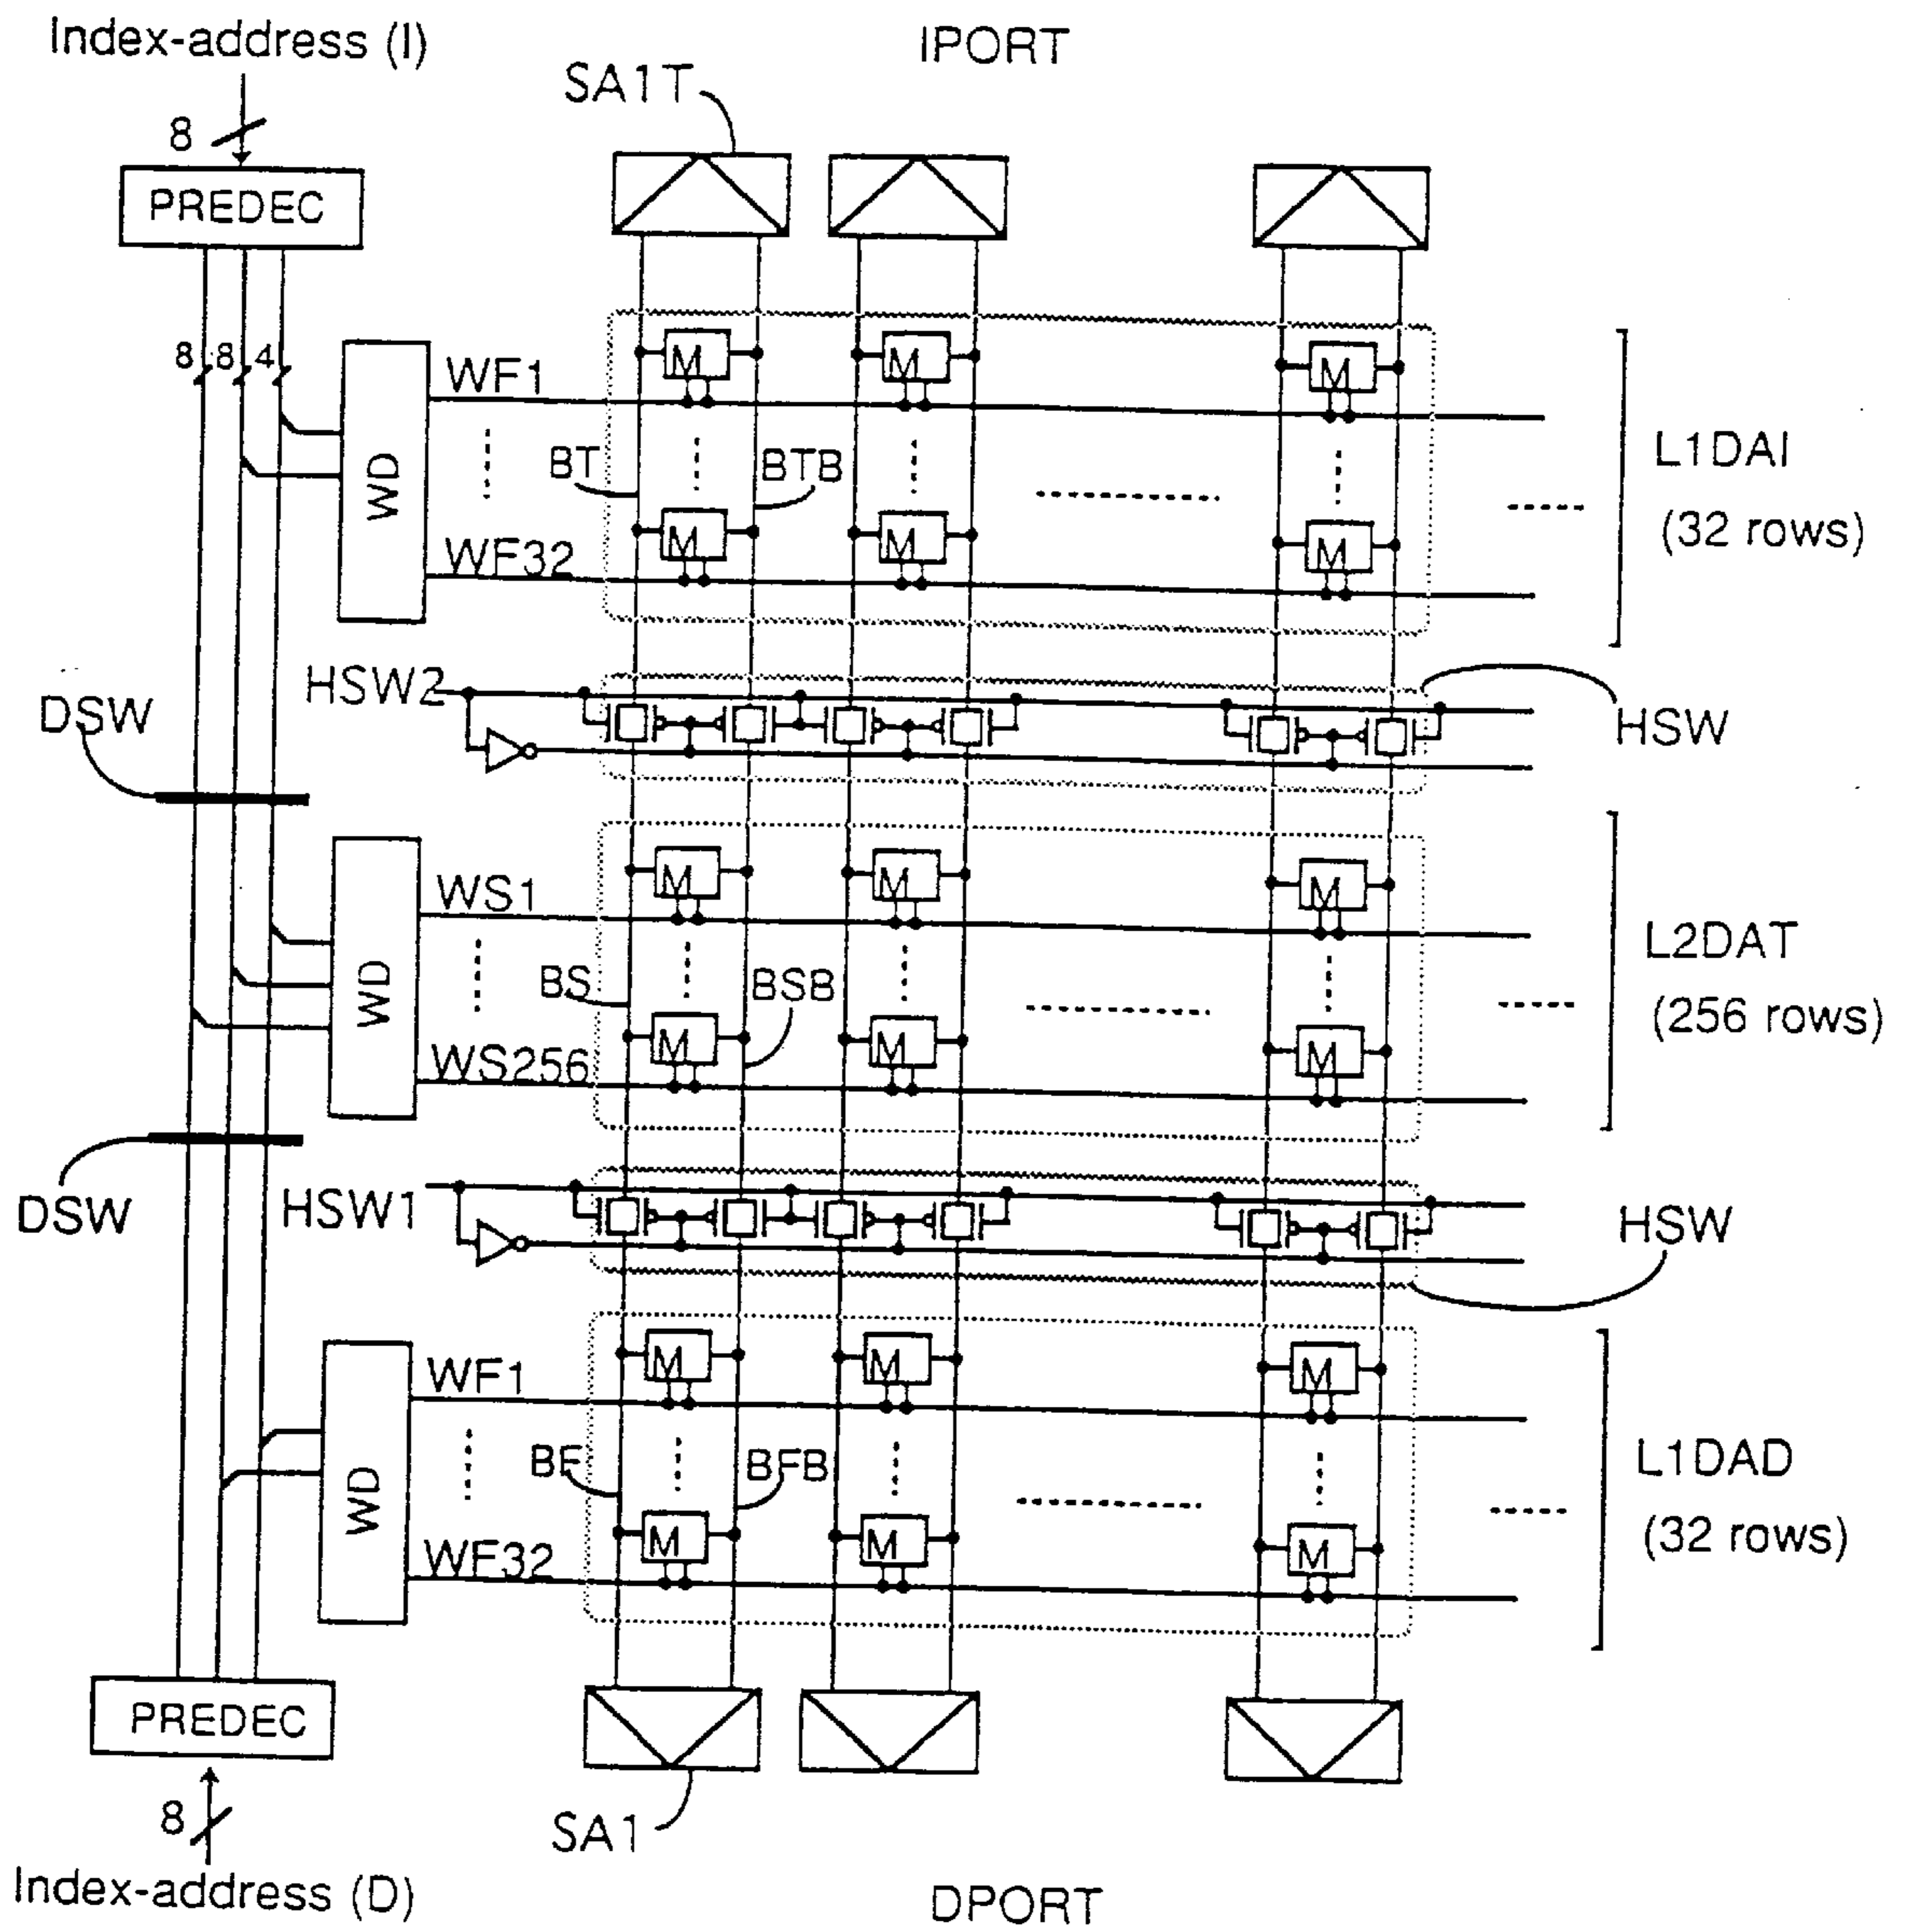 Index-address (I)
IPORT
SA1T
8
PREDEC
8 8 4
M M M
WF1
WD
BT
BTB
L1DAI
(32 rows)
M M M
WF32
HSW2
DSW
HSW
M M M
WS1
WD
BS
BSB
L2DAT
(256 rows)
M M M
WS256
DSW
HSW1
HSW
M M M
WF1
WD
BF
BFB
L1DAD
(32 rows)
M M M
WF32
PREDEC
8
SA1
Index-address (D)
DPORT